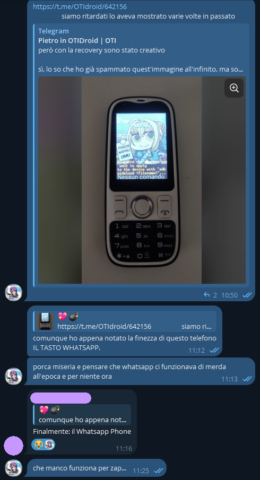 https://t.me/OTIdroid/642156
siamo ritardati lo aveva mostrato varie volte in passato
Telegram
Pietro in OTIDroid | OTI
però con la recovery sono stato creativo
sì, lo so che ho già spammato quest'immagine all'infinito, ma so...
Nessun comando
2 10:50
https://t.me/OTIdroid/642156 siamo ri...
comunque ho appena notato la finezza di questo telefono
IL TASTO WHATSAPP.
11:12
porca miseria e pensare che whatsapp ci funzionava di merda
all'epoca e per niente ora
11:13
comunque ho appena not...
Finalmente: il Whatsapp Phone
11:16
che manco funziona per zap...
11:25